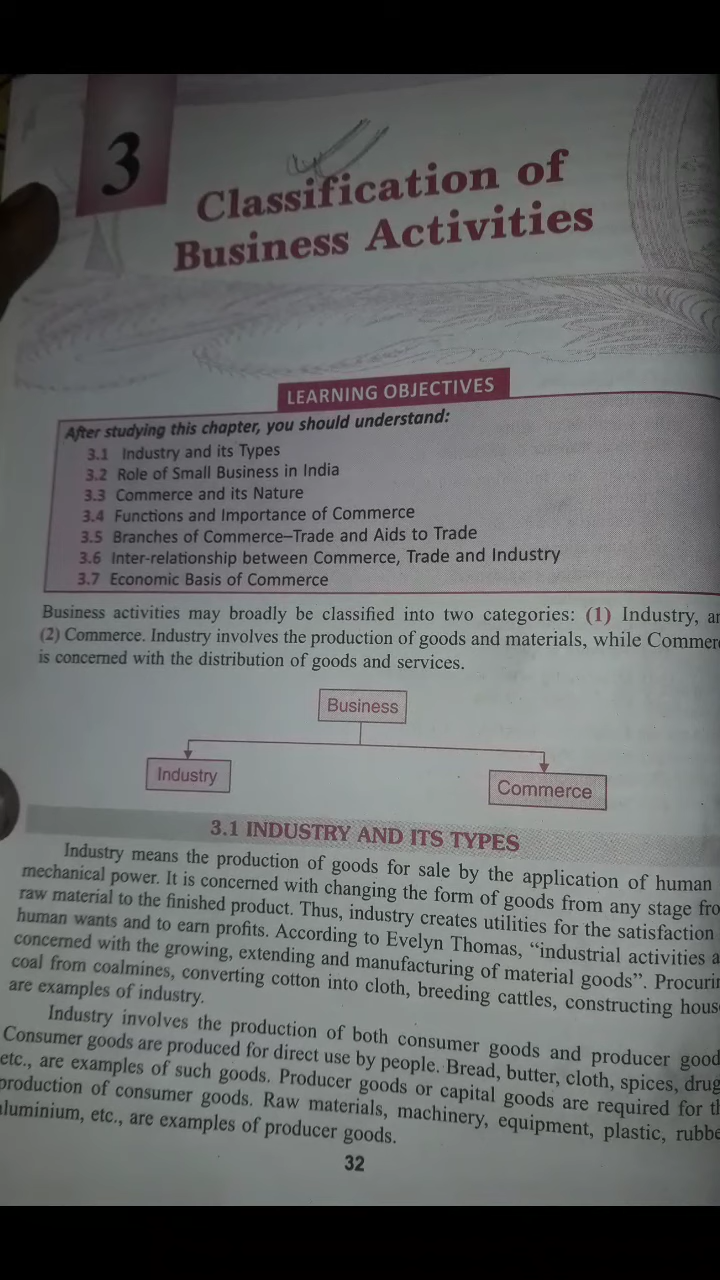 3
Classification of
Business Activities
LEARNING OBJECTIVES
After studying this chapter, you should understand:
3.1 Industry and its Types
3.2 Role of Small Business in India
3.3 Commerce and its Nature
3.4 Functions and Importance of Commerce
3.5 Branches of Commerce–Trade and Aids to Trade
3.6 Inter-relationship between Commerce, Trade and Industry
3.7 Economic Basis of Commerce
Business activities may broadly be classified into two categories: (1) Industry,
(2) Commerce. Industry involves the production of goods and materials, while
is concerned with the distribution of goods and services.
Business
Industry
Commerce
3.1 INDUSTRY AND ITS TYPES
Industry means the production of goods for sale by the application of human
mechanical power. It is concerned with changing the form of goods from any stage
raw material to the finished product. Thus, industry creates utilities for the satisfaction
human wants and to earn profits. According to Evelyn Thomas, “industrial activities
concerned with the growing, extending and manufacturing of material goods”.
coal from coalmines, converting cotton into cloth, breeding cattles, constructing
are examples of industry.
Industry involves the production of both consumer goods and producer
Consumer goods are produced for direct use by people. Bread, butter, cloth, spices,
etc., are examples of such goods. Producer goods or capital goods are required for
production of consumer goods. Raw materials, machinery, equipment, plastic,
aluminium, etc., are examples of producer goods.
32